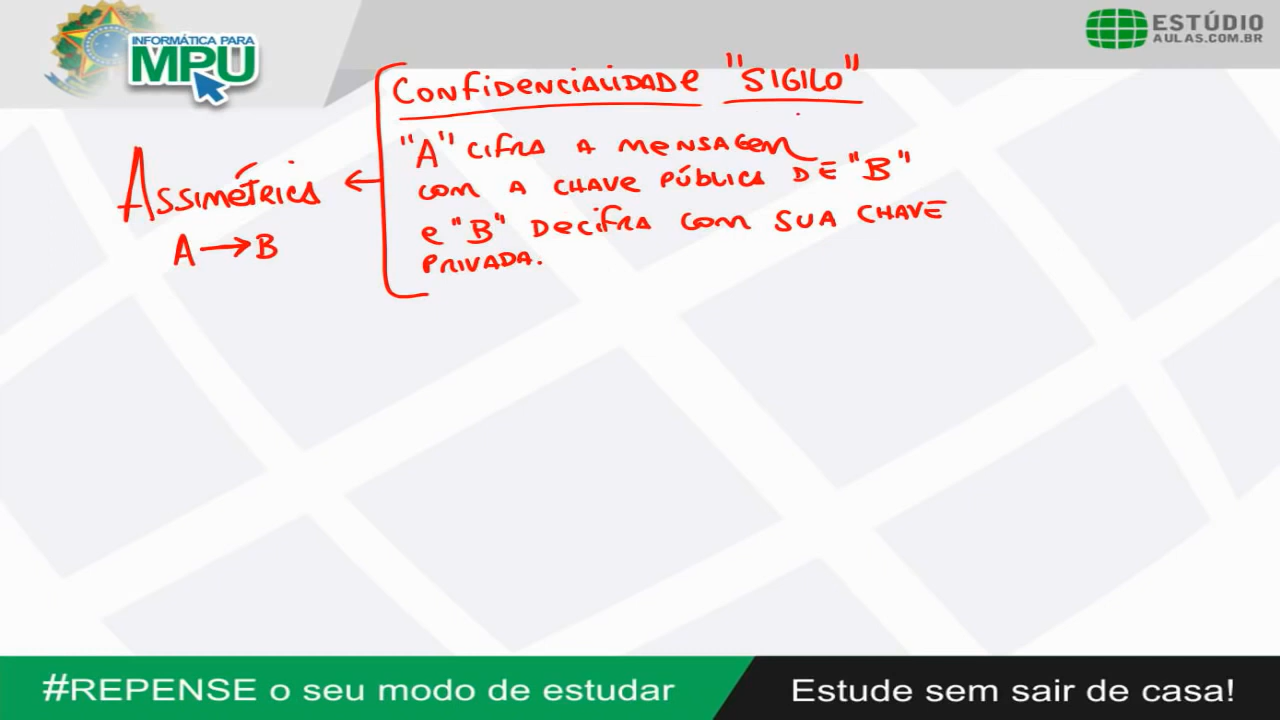 INFORMÁTICA PARA
MPU
ESTÚDIO
AULAS.COM.BR
CONFIDENCIALIDADE "SIGILO"
"A" CIFRA A MENSAGEM
COM A CHAVE PÚBLICA DE "B"
E "B" DECIFRA COM SUA CHAVE
PRIVADA.
ASSIMÉTRICA
A → B
#REPENSE o seu modo de estudar
Estude sem sair de casa!